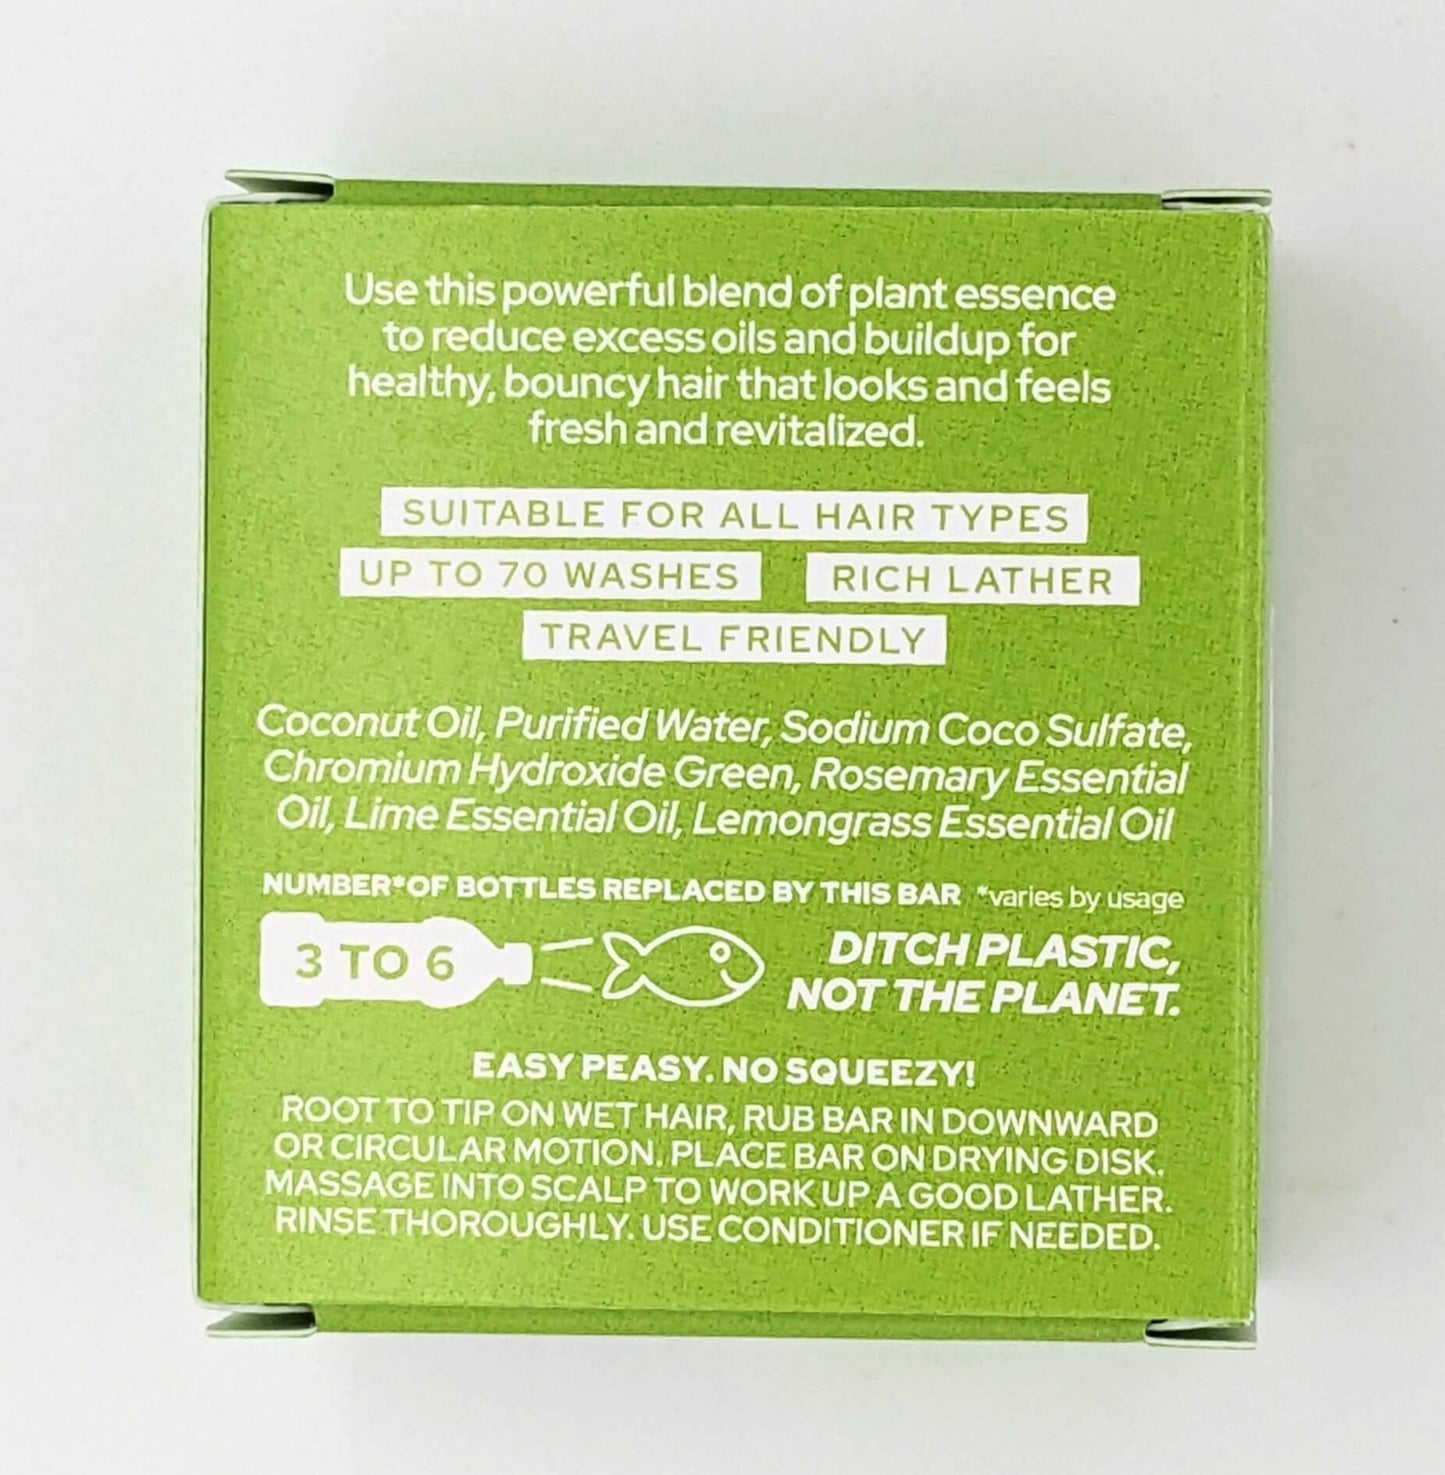 Use this powerful blend of plant essence
to reduce excess oils and buildup for
healthy, bouncy hair that looks and feels
fresh and revitalized.
SUITABLE FOR ALL HAIR TYPES
UP TO 70 WASHES RICH LATHER
TRAVEL FRIENDLY
Coconut Oil, Purified Water, Sodium Coco Sulfate,
Chromium Hydroxide Green, Rosemary Essential
Oil, Lime Essential Oil, Lemongrass Essential Oil
NUMBER*OF BOTTLES REPLACED BY THIS BAR *varies by usage
3 TO 6
DITCH PLASTIC,
NOT THE PLANET.
EASY PEASY. NO SQUEEZY!
ROOT TO TIP ON WET HAIR, RUB BAR IN DOWNWARD
OR CIRCULAR MOTION. PLACE BAR ON DRYING DISK.
MASSAGE INTO SCALP TO WORK UP A GOOD LATHER.
RINSE THOROUGHLY. USE CONDITIONER IF NEEDED.